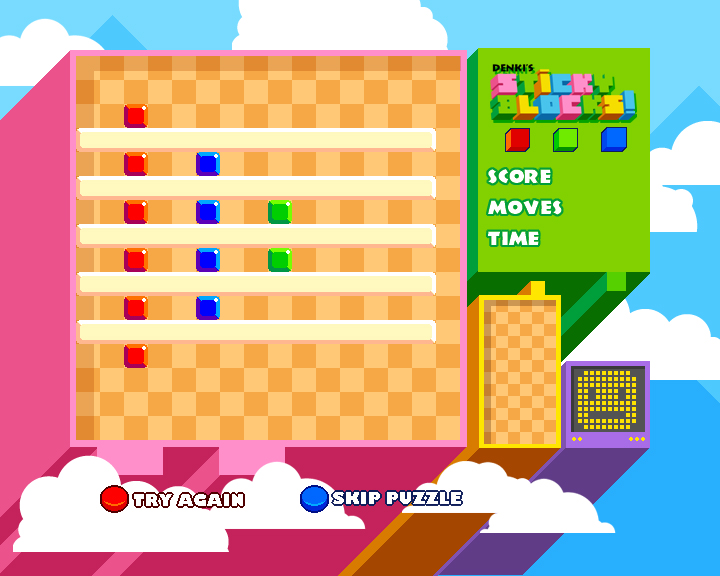 DENKI'S
STICKY
BLOCKS!
SCORE
MOVES
TIME
TRY AGAIN
SKIP PUZZLE